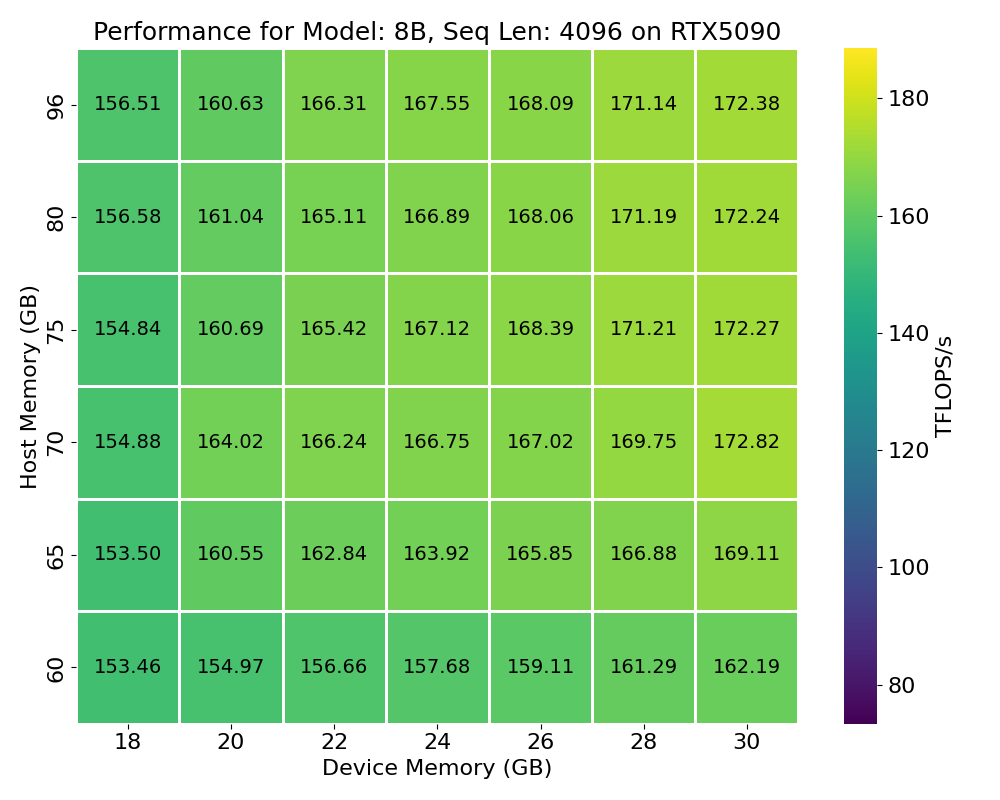 Performance for Model: 8B, Seq Len: 4096 on RTX5090
96 156.51 160.63 166.31 167.55 168.09 171.14 172.38
80 156.58 161.04 165.11 166.89 168.06 171.19 172.24
75 154.84 160.69 165.42 167.12 168.39 171.21 172.27
70 154.88 164.02 166.24 166.75 167.02 169.75 172.82
65 153.50 160.55 162.84 163.92 165.85 166.88 169.11
60 153.46 154.97 156.66 157.68 159.11 161.29 162.19
18 20 22 24 26 28 30
Device Memory (GB)
Host Memory (GB)
180
160
140
120
100
80
TFLOPS/s